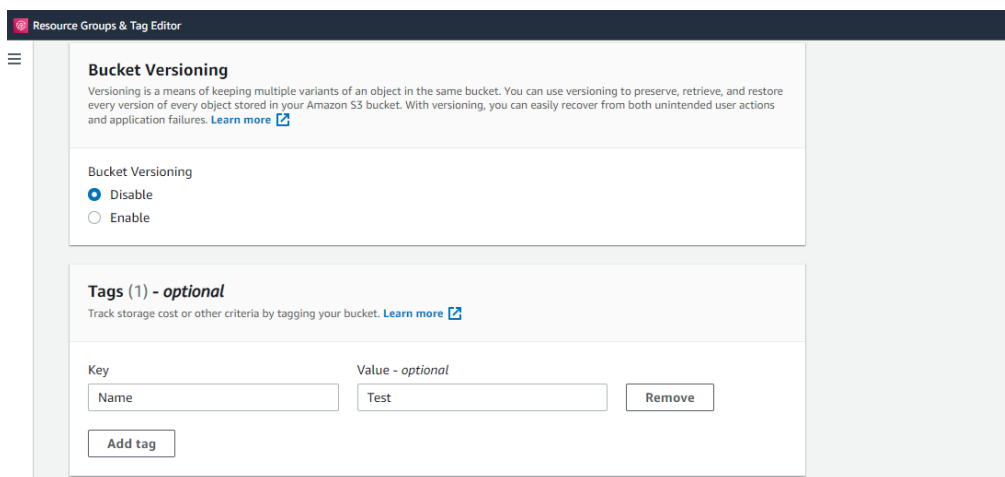 Resource Groups & Tag Editor
Bucket Versioning
Versioning is a means of keeping multiple variants of an object in the same bucket. You can use versioning to preserve, retrieve, and restore
every version of every object stored in your Amazon S3 bucket. With versioning, you can easily recover from both unintended user actions
and application failures. Learn more
Bucket Versioning
Disable
Enable
Tags (1) - optional
Track storage cost or other criteria by tagging your bucket. Learn more
Key Value - optional
Name Test Remove
Add tag